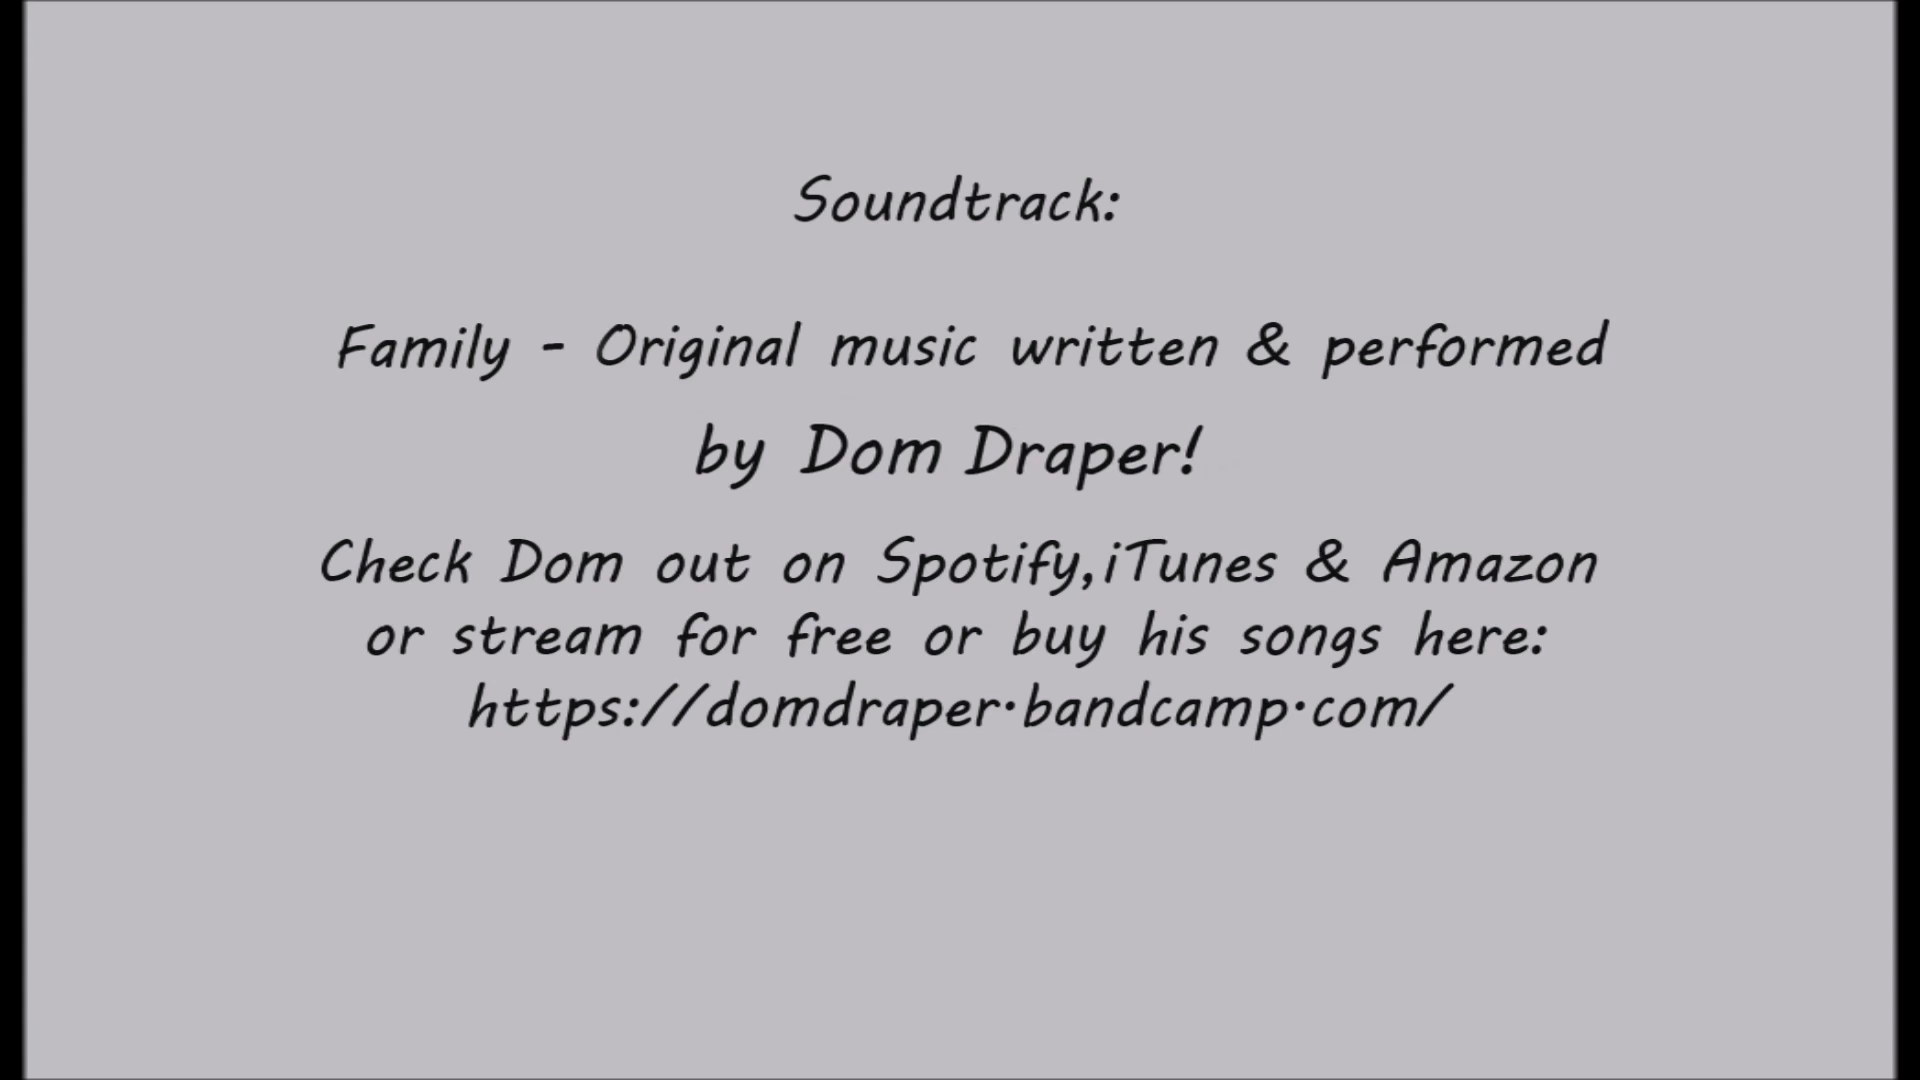 Soundtrack:
Family - Original music written & performed
by Dom Draper!
Check Dom out on Spotify,iTunes & Amazon
or stream for free or buy his songs here:
https://domdraper.bandcamp.com/